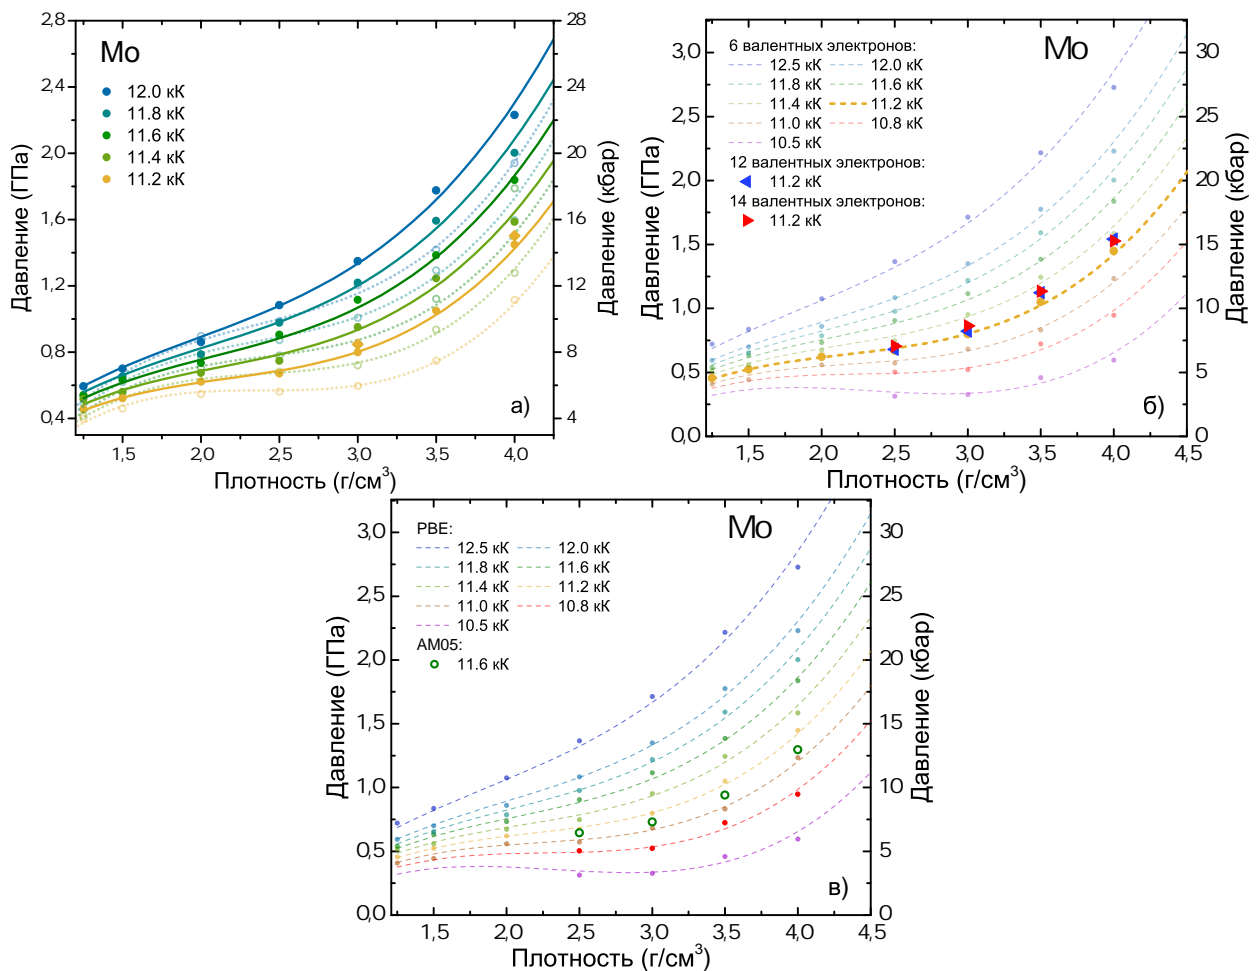 Mo
12.0 кК
11.8 кК
11.6 кК
11.4 кК
11.2 кК
а)
2,8
2,4
2,0
1,6
1,2
0,8
0,4
28
24
20
16
12
8
4
1,5 2,0 2,5 3,0 3,5 4,0
Давление (ГПа)
Давление (кбар)
Плотность (г/см³)
Mo
6 валентных электронов:
12.5 кК 12.0 кК
11.8 кК 11.6 кК
11.4 кК 11.2 кК
11.0 кК 10.8 кК
10.5 кК
12 валентных электронов:
11.2 кК
14 валентных электронов:
11.2 кК
б)
3,0
2,5
2,0
1,5
1,0
0,5
0,0
30
25
20
15
10
5
0
1,5 2,0 2,5 3,0 3,5 4,0 4,5
Давление (ГПа)
Давление (кбар)
Плотность (г/см³)
Mo
PBE:
12.5 кК 12.0 кК
11.8 кК 11.6 кК
11.4 кК 11.2 кК
11.0 кК 10.8 кК
10.5 кК
AM05:
11.6 кК
в)
3,0
2,5
2,0
1,5
1,0
0,5
0,0
30
25
20
15
10
5
0
1,5 2,0 2,5 3,0 3,5 4,0 4,5
Давление (ГПа)
Давление (кбар)
Плотность (г/см³)